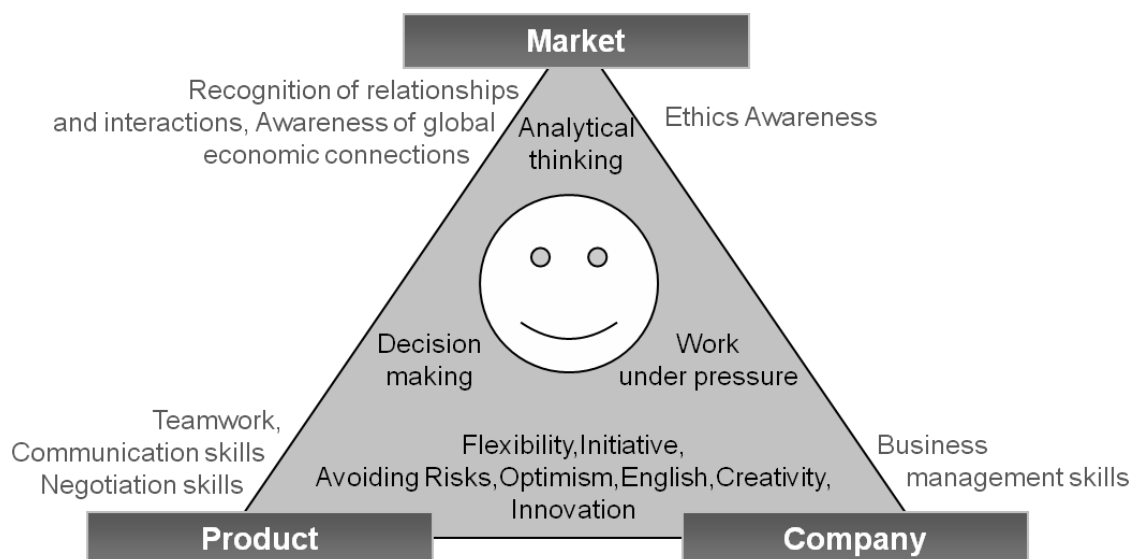 Market
Recognition of relationships
and interactions, Awareness of global
economic connections
Ethics Awareness
Analytical
thinking
Decision
making
Work
under pressure
Teamwork,
Communication skills
Negotiation skills
Flexibility,Initiative,
Avoiding Risks,Optimism,English,Creativity,
Innovation
Business
management skills
Product
Company